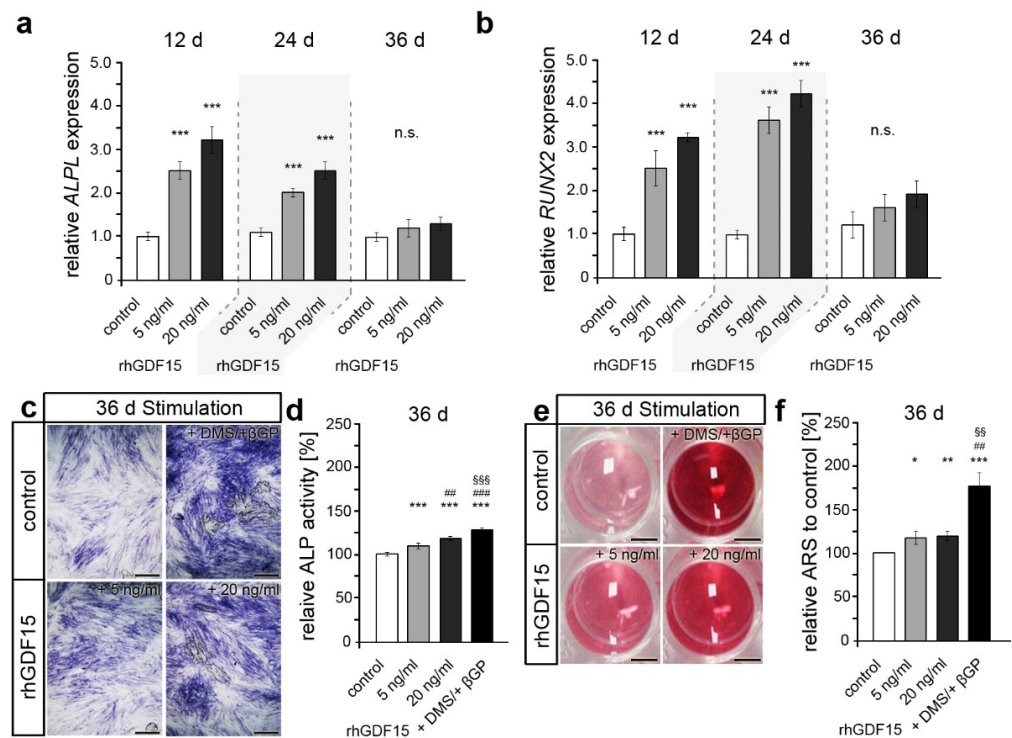 a
12 d 24 d 36 d
relative ALPL expression
5.0
4.0
3.0
2.0
1.0
0
*** *** *** *** n.s.
control 5 ng/ml 20 ng/ml control 5 ng/ml 20 ng/ml control 5 ng/ml 20 ng/ml
rhGDF15 rhGDF15 rhGDF15
b
12 d 24 d 36 d
relative RUNX2 expression
5.0
4.0
3.0
2.0
1.0
0
*** *** *** *** n.s.
control 5 ng/ml 20 ng/ml control 5 ng/ml 20 ng/ml control 5 ng/ml 20 ng/ml
rhGDF15 rhGDF15 rhGDF15
c
36 d Stimulation
control
+ DMS/+βGP
rhGDF15
+ 5 ng/ml + 20 ng/ml
d
36 d
relaive ALP activity [%]
250
200
150
100
50
0
§§§
## ###
*** *** ***
control 5 ng/ml 20 ng/ml + DMS/+ βGP
rhGDF15
e
36 d Stimulation
control
+ DMS/+βGP
rhGDF15
+ 5 ng/ml + 20 ng/ml
f
36 d
relative ARS to control [%]
250
200
150
100
50
0
§§
##
* ** ***
control 5 ng/ml 20 ng/ml + DMS/+ βGP
rhGDF15